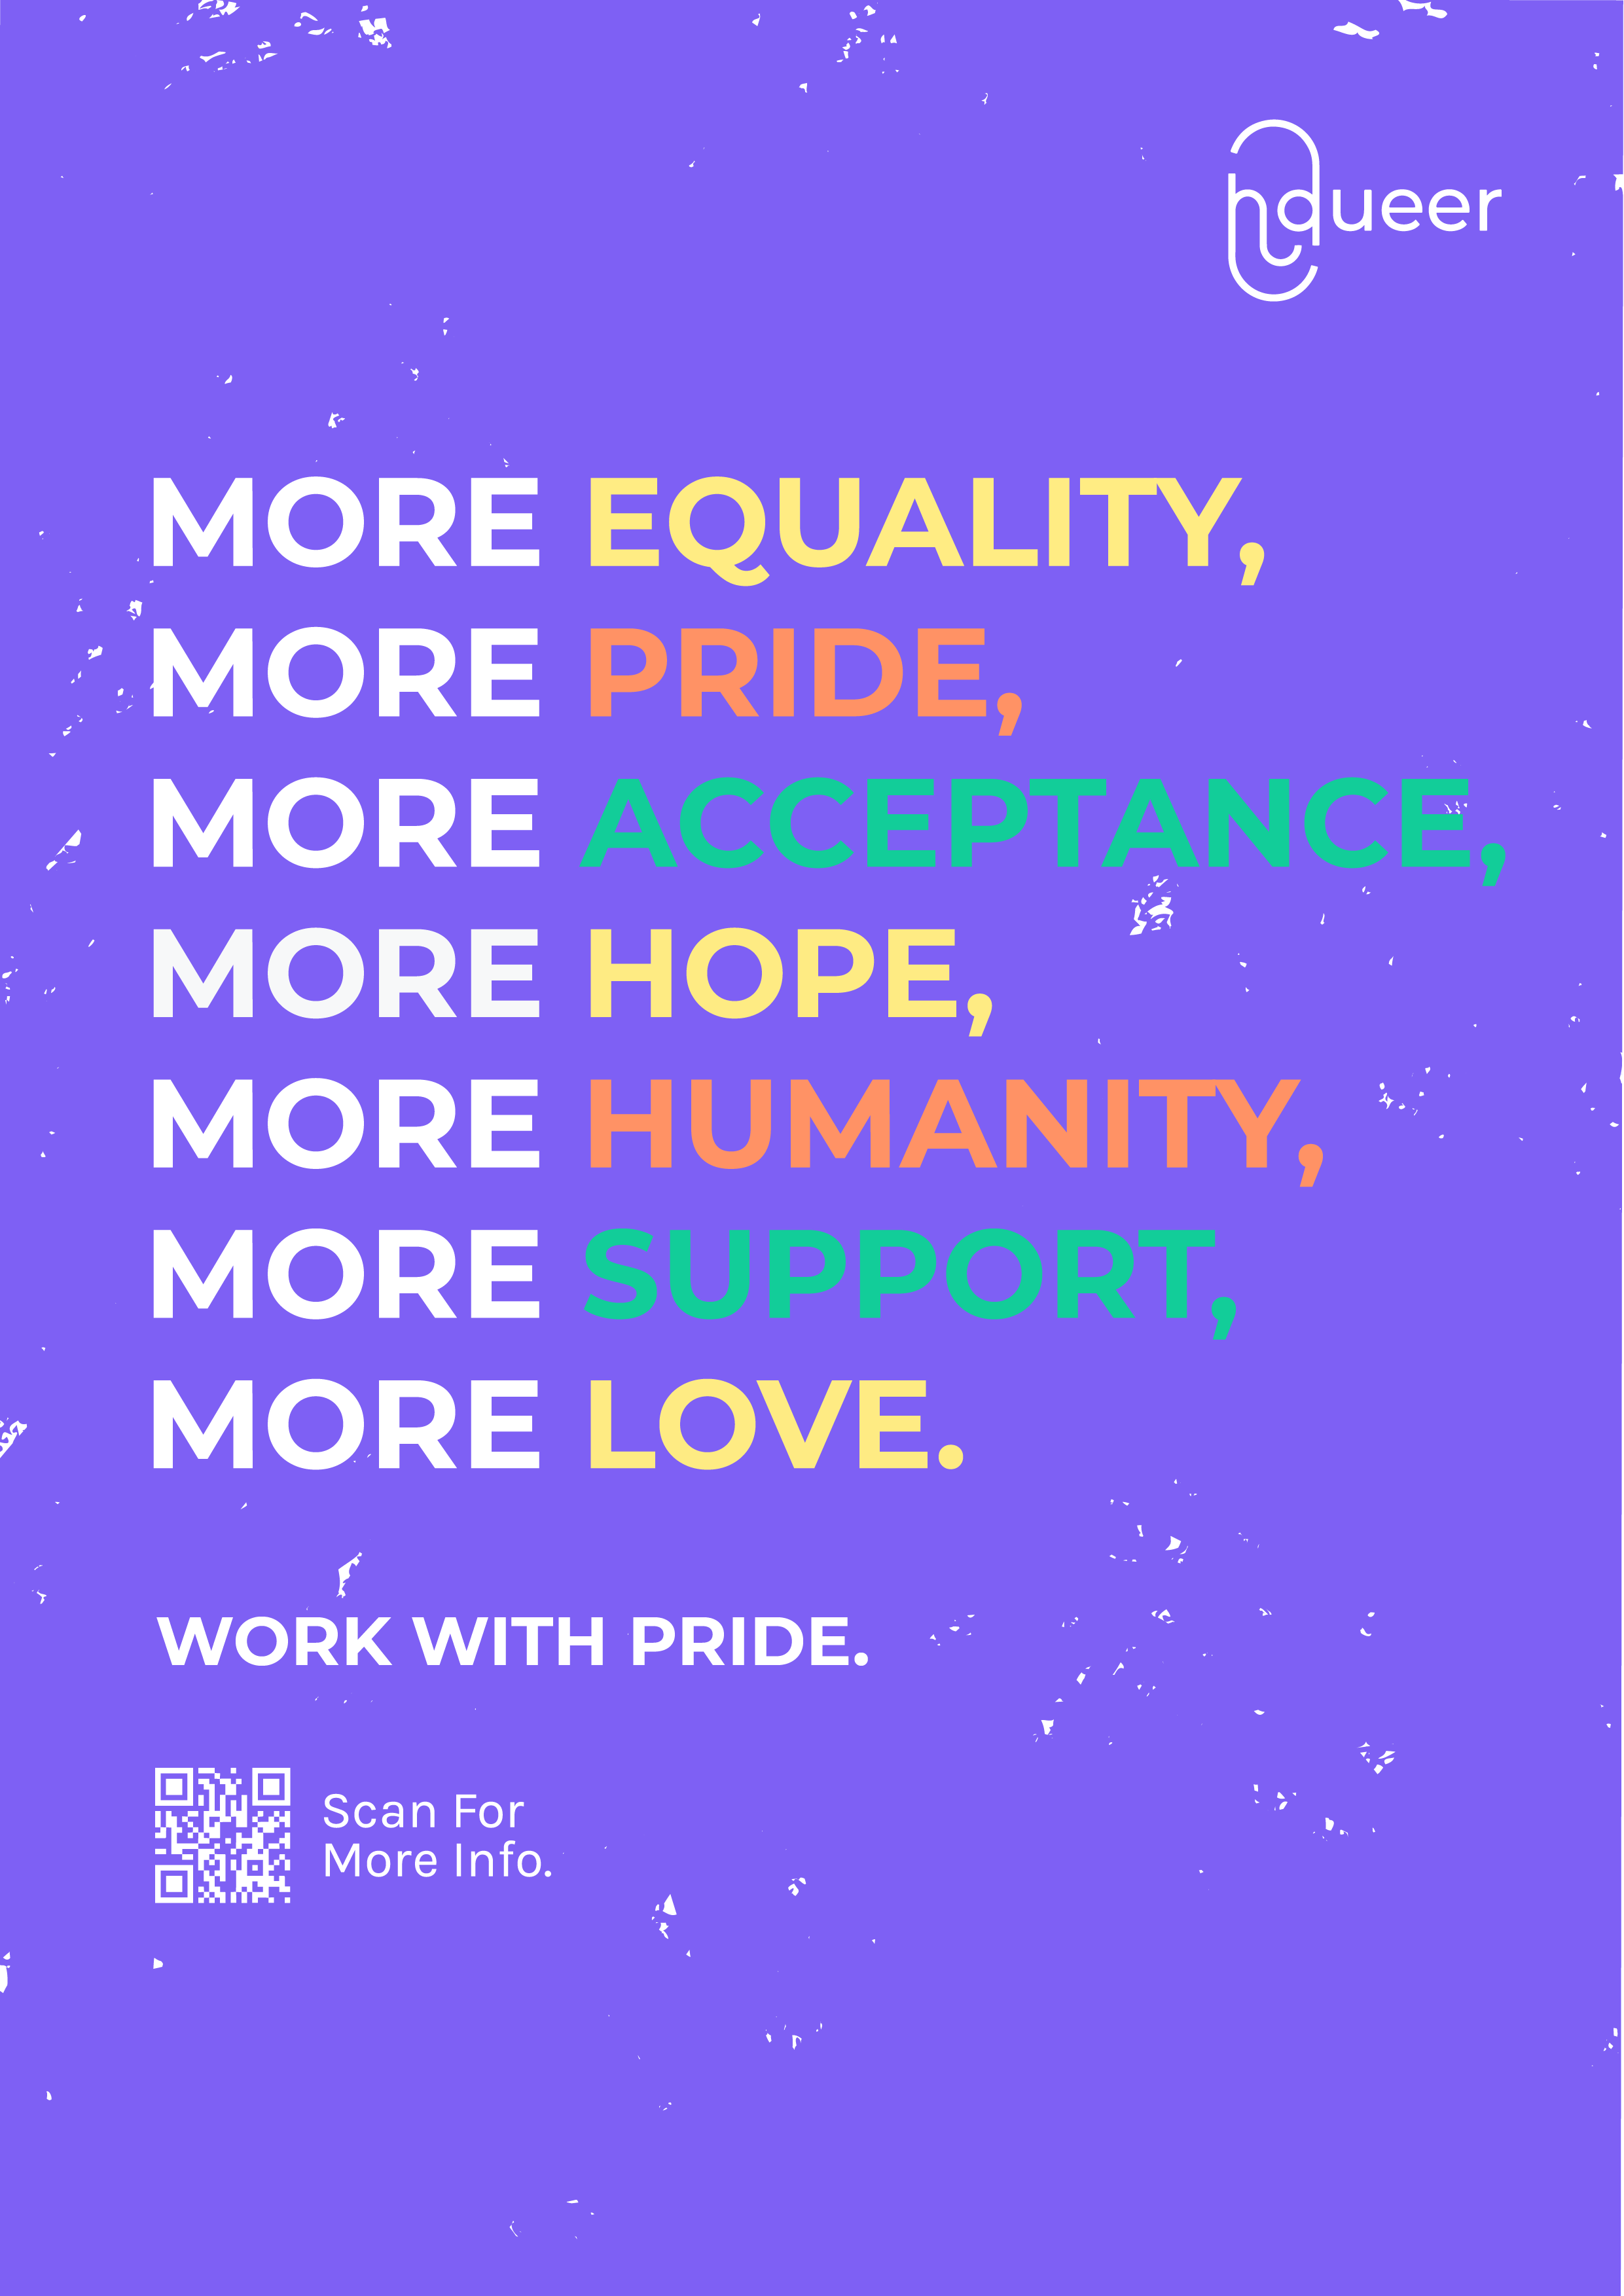 hqueer
MORE EQUALITY,
MORE PRIDE,
MORE ACCEPTANCE,
MORE HOPE,
MORE HUMANITY,
MORE SUPPORT,
MORE LOVE.
WORK WITH PRIDE.
Scan For
More Info.